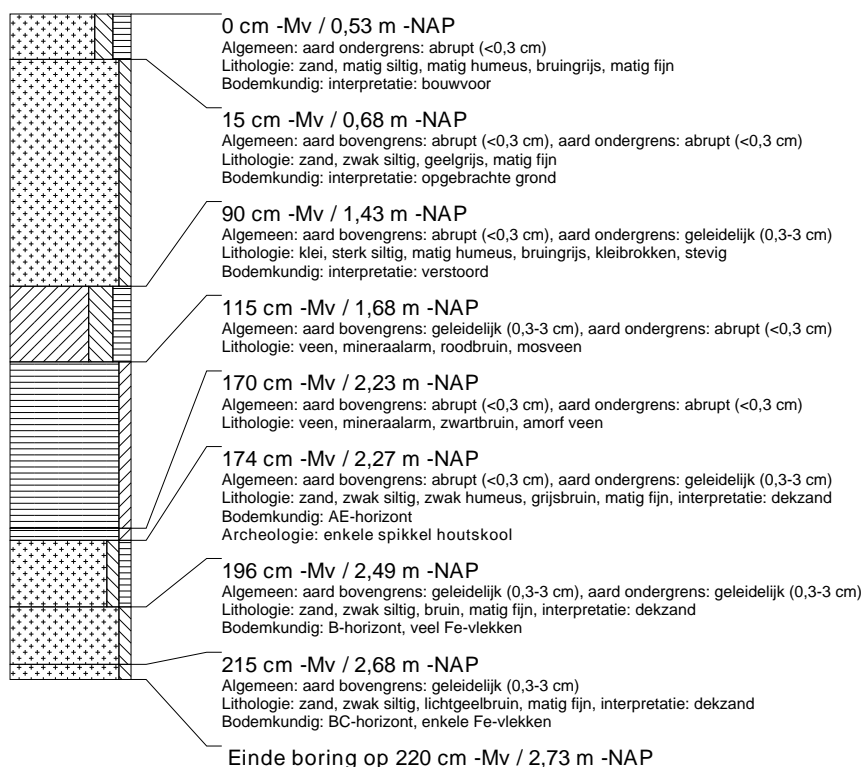 0 cm -Mv / 0,53 m -NAP
Algemeen: aard ondergrens: abrupt (<0,3 cm)
Lithologie: zand, matig siltig, matig humeus, bruingrijs, matig fijn
Bodemkundig: interpretatie: bouwvoor
15 cm -Mv / 0,68 m -NAP
Algemeen: aard bovengrens: abrupt (<0,3 cm), aard ondergrens: abrupt (<0,3 cm)
Lithologie: zand, zwak siltig, geelgrijs, matig fijn
Bodemkundig: interpretatie: opgebrachte grond
90 cm -Mv / 1,43 m -NAP
Algemeen: aard bovengrens: abrupt (<0,3 cm), aard ondergrens: geleidelijk (0,3-3 cm)
Lithologie: klei, sterk siltig, matig humeus, bruingrijs, kleibrokken, stevig
Bodemkundig: interpretatie: verstoord
115 cm -Mv / 1,68 m -NAP
Algemeen: aard bovengrens: geleidelijk (0,3-3 cm), aard ondergrens: abrupt (<0,3 cm)
Lithologie: veen, mineraalarm, roodbruin, mosveen
170 cm -Mv / 2,23 m -NAP
Algemeen: aard bovengrens: abrupt (<0,3 cm), aard ondergrens: abrupt (<0,3 cm)
Lithologie: veen, mineraalarm, zwartbruin, amorf veen
174 cm -Mv / 2,27 m -NAP
Algemeen: aard bovengrens: abrupt (<0,3 cm), aard ondergrens: geleidelijk (0,3-3 cm)
Lithologie: zand, zwak siltig, zwak humeus, grijsbruin, matig fijn, interpretatie: dekzand
Bodemkundig: AE-horizont
Archeologie: enkele spikkel houtskool
196 cm -Mv / 2,49 m -NAP
Algemeen: aard bovengrens: geleidelijk (0,3-3 cm), aard ondergrens: geleidelijk (0,3-3 cm)
Lithologie: zand, zwak siltig, bruin, matig fijn, interpretatie: dekzand
Bodemkundig: B-horizont, veel Fe-vlekken
215 cm -Mv / 2,68 m -NAP
Algemeen: aard bovengrens: geleidelijk (0,3-3 cm)
Lithologie: zand, zwak siltig, lichtgeelbruin, matig fijn, interpretatie: dekzand
Bodemkundig: BC-horizont, enkele Fe-vlekken
Einde boring op 220 cm -Mv / 2,73 m -NAP